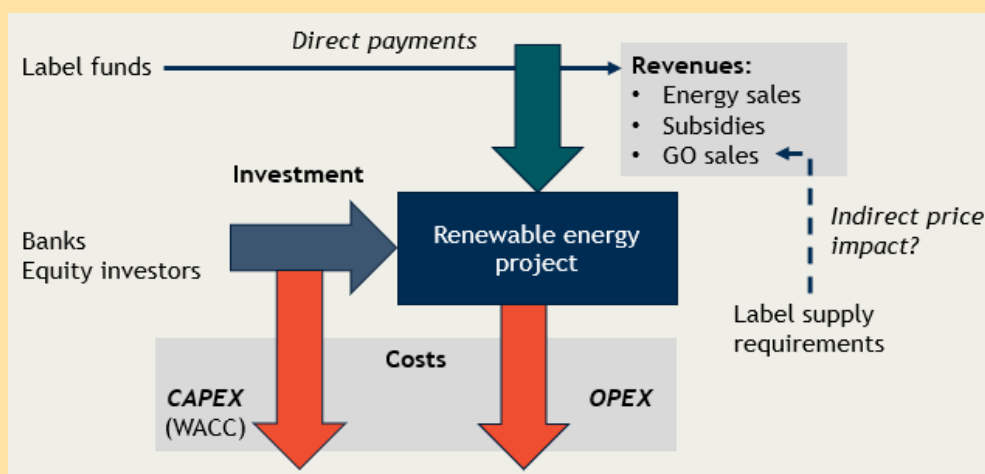 Direct payments
Label funds
Revenues:
• Energy sales
• Subsidies
• GO sales
Investment
Banks
Equity investors
Renewable energy
project
Indirect price
impact?
Label supply
requirements
Costs
CAPEX
(WACC)
OPEX